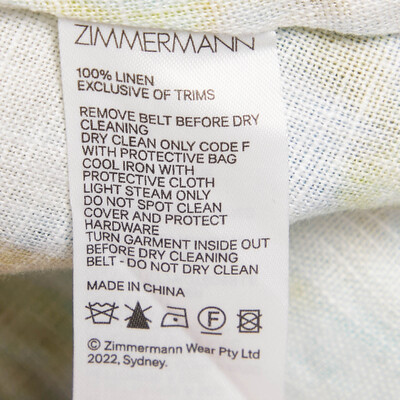 ZIMMERMANN
100% LINEN
EXCLUSIVE OF TRIMS
REMOVE BELT BEFORE DRY
CLEANING
DRY CLEAN ONLY CODE F
WITH PROTECTIVE BAG
COOL IRON WITH
PROTECTIVE CLOTH
LIGHT STEAM ONLY
DO NOT SPOT CLEAN
COVER AND PROTECT
HARDWARE
TURN GARMENT INSIDE OUT
BEFORE DRY CLEANING
BELT - DO NOT DRY CLEAN
MADE IN CHINA
F
© Zimmermann Wear Pty Ltd
2022, Sydney.